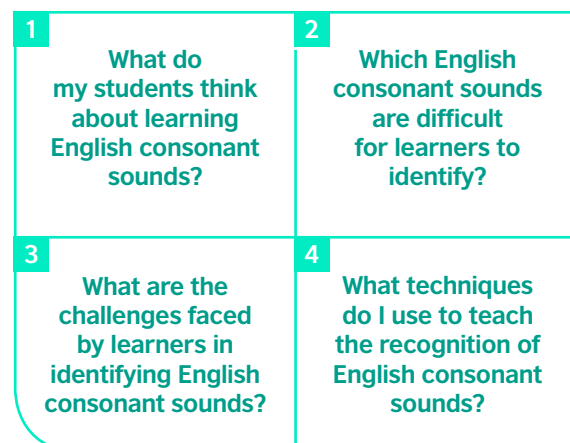 1
What do
my students think
about learning
English consonant
sounds?
2
Which English
consonant sounds
are difficult
for learners to
identify?
3
What are the
challenges faced
by learners in
identifying English
consonant sounds?
4
What techniques
do I use to teach
the recognition of
English consonant
sounds?